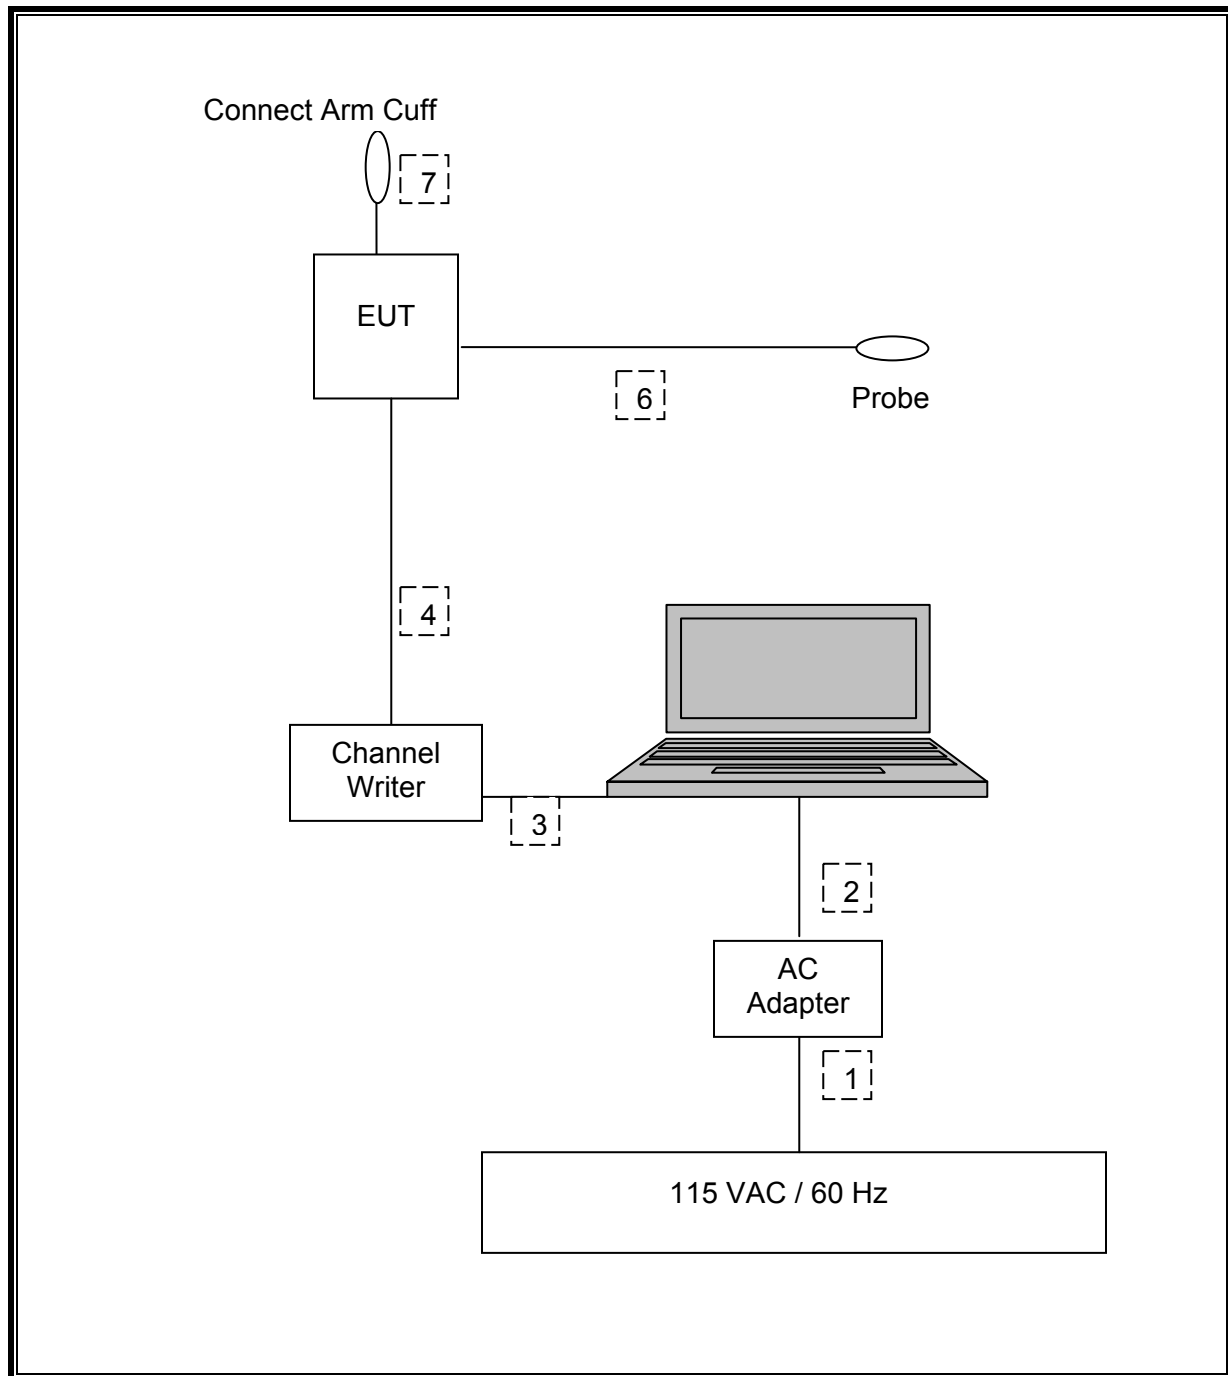 Connect Arm Cuff
7
EUT
6
Probe
4
Channel
Writer
3
2
AC
Adapter
1
115 VAC / 60 Hz